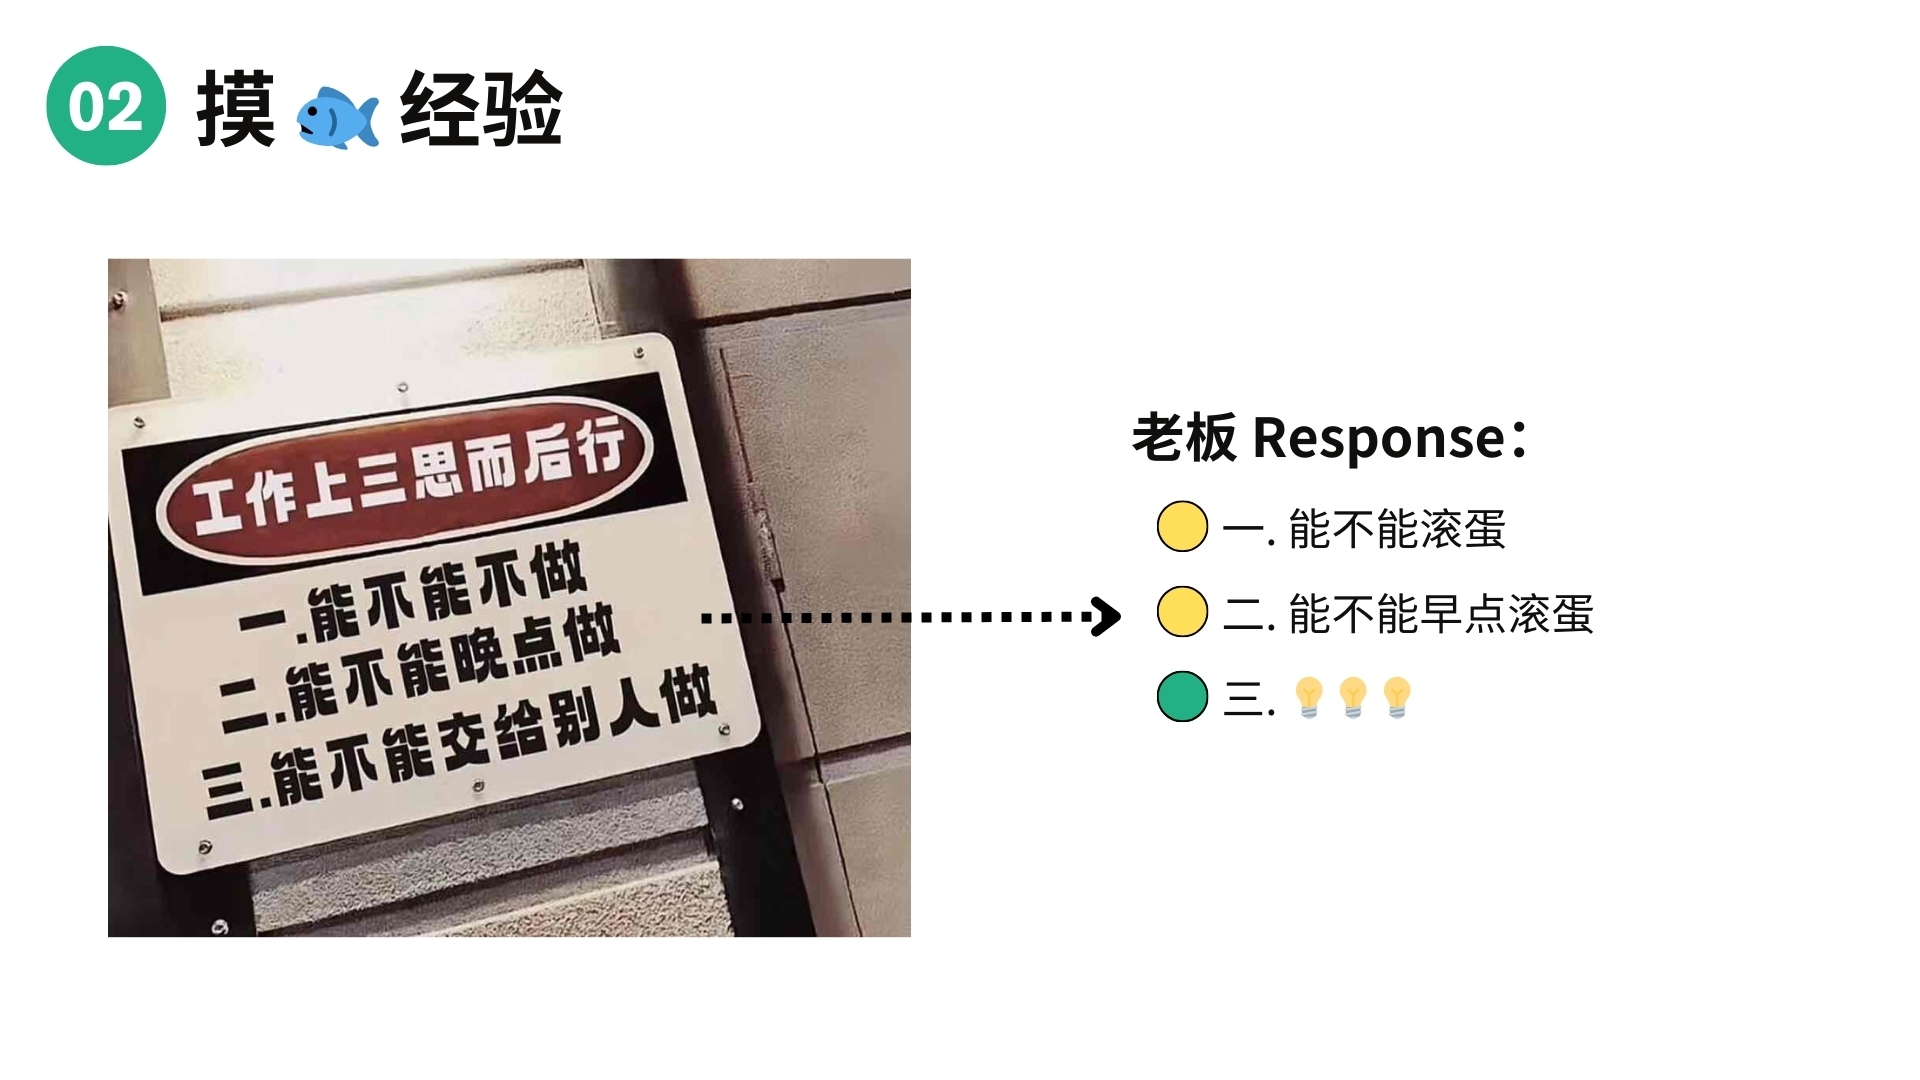 02
摸 🐟 经验
工作上三思而后行
一.能不能不做
二.能不能晚点做
三.能不能交给别人做
老板 Response：
一. 能不能滚蛋
二. 能不能早点滚蛋
三. 💡💡💡